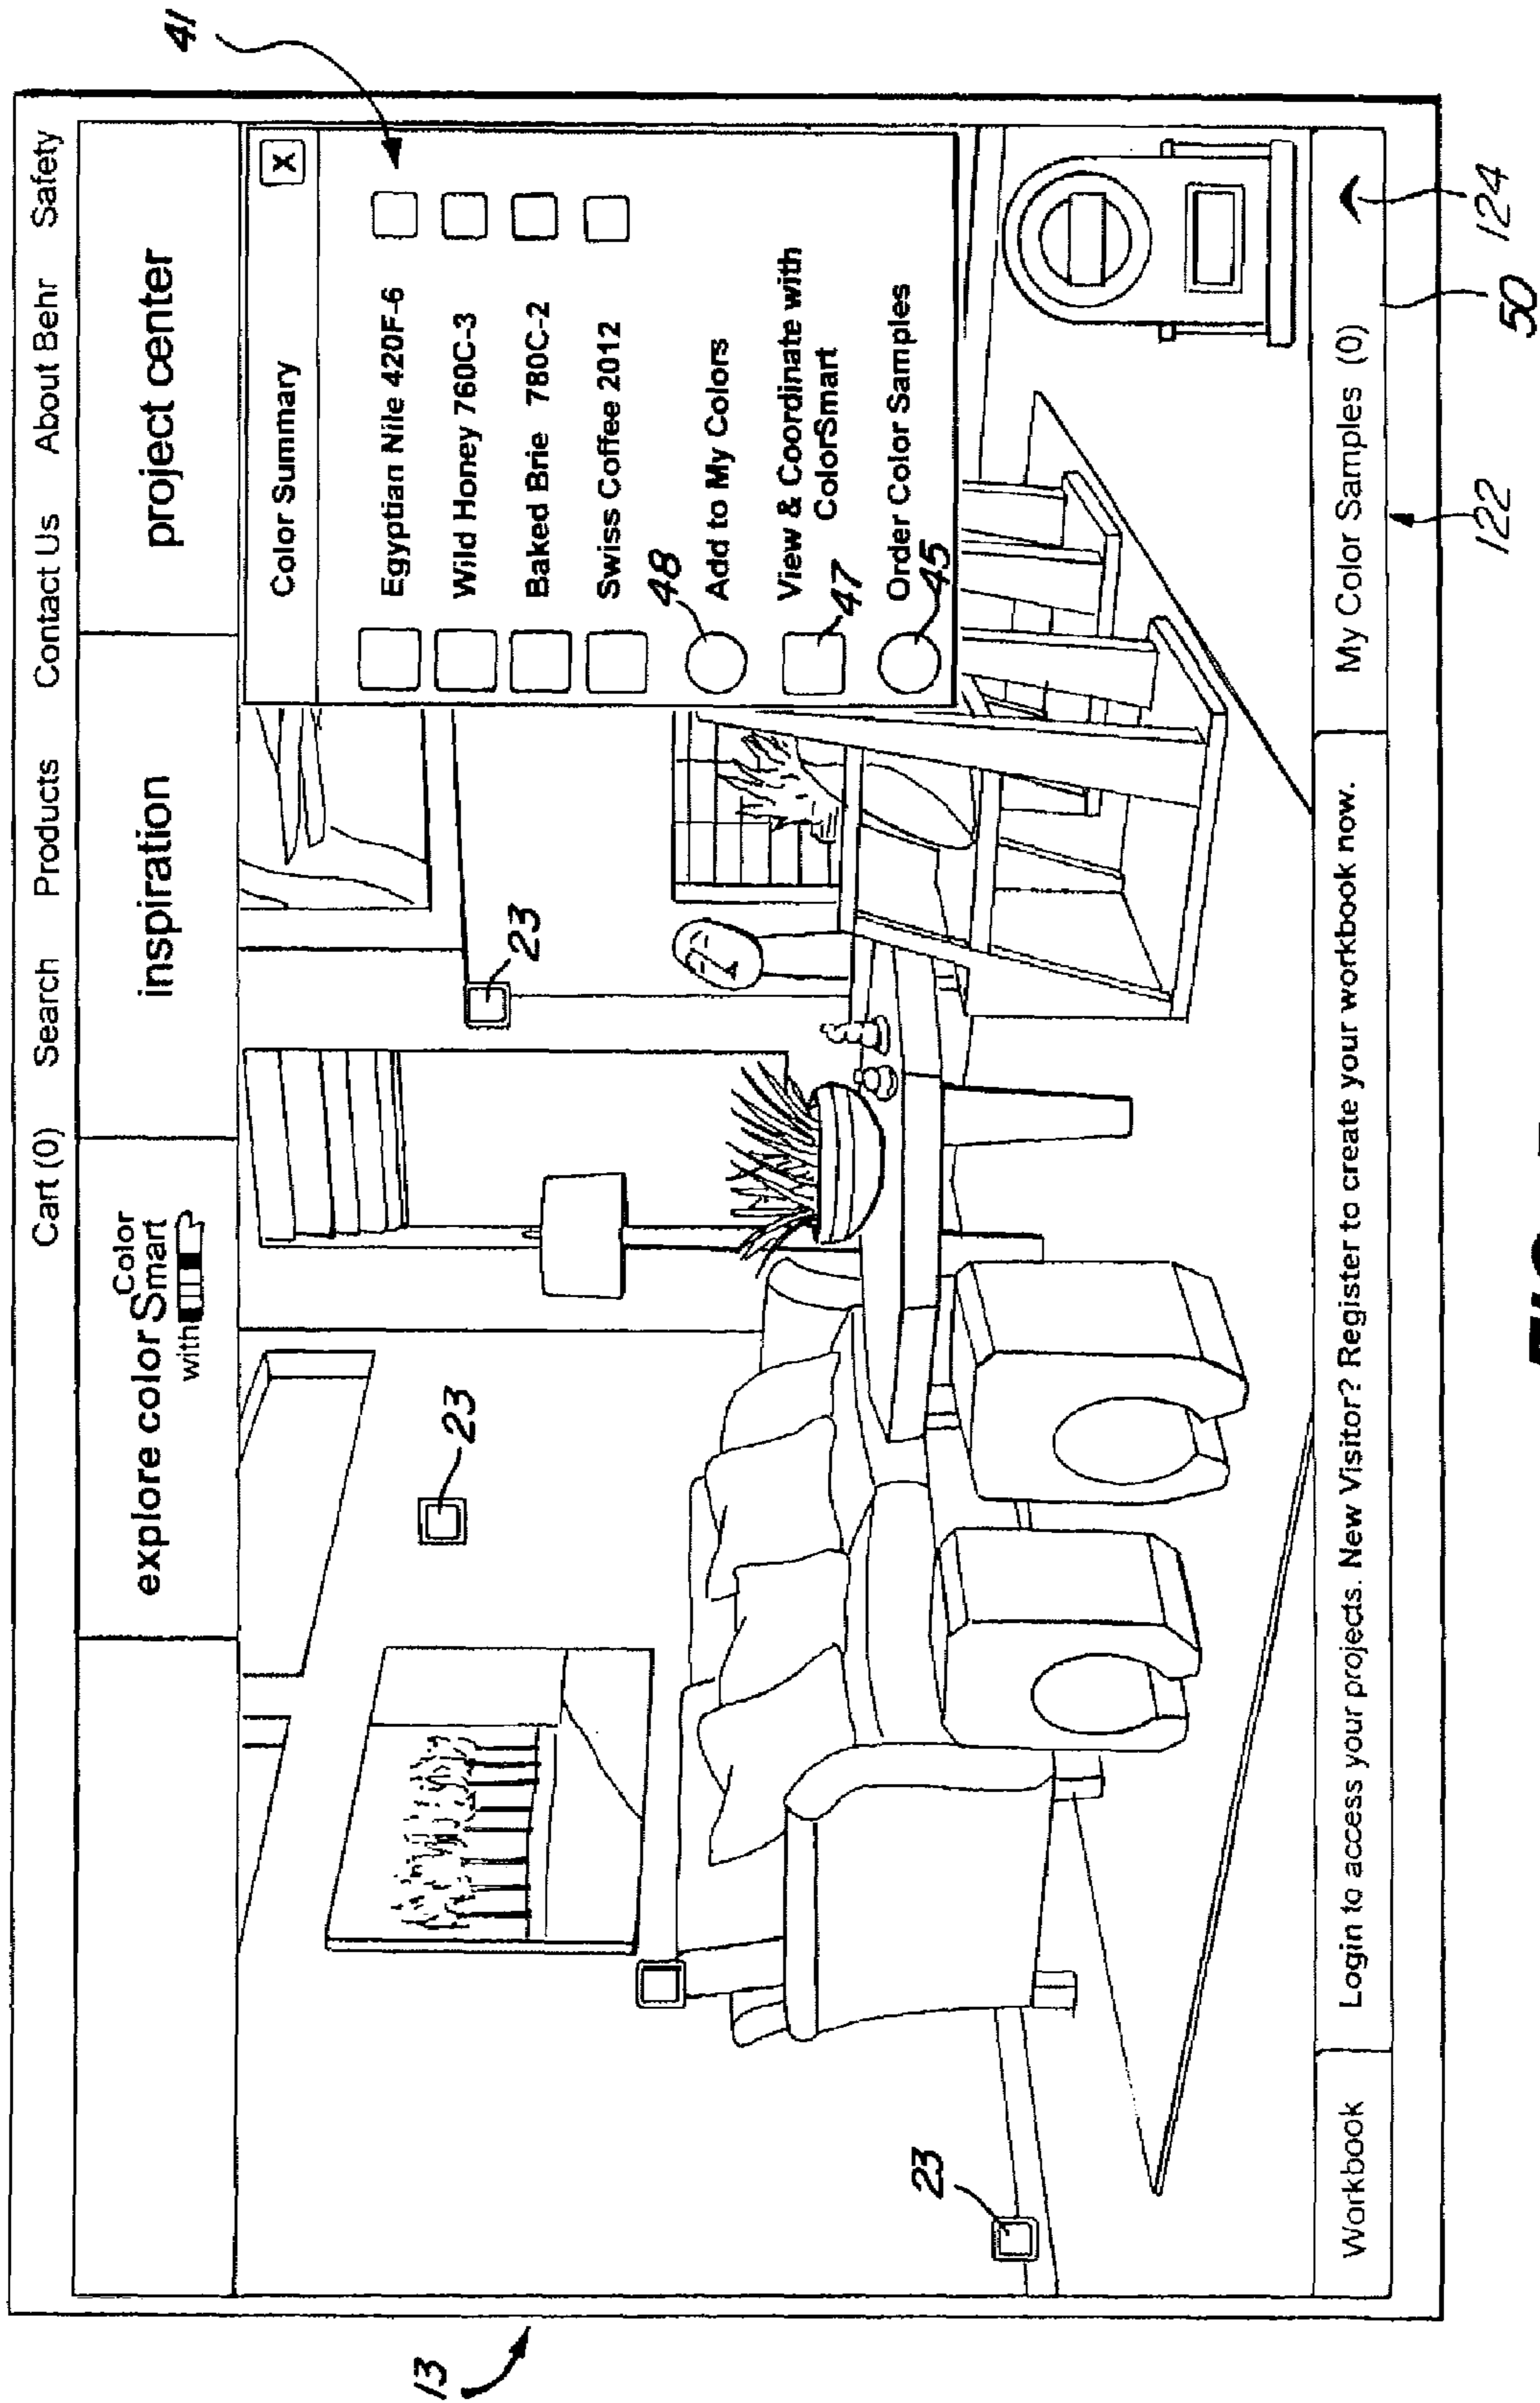 Cart (0) Search Products Contact Us About Behr Safety
explore color
with
Color
Smart
inspiration
project center
Color Summary
X
Egyptian Nile 420F-6
Wild Honey 760C-3
Baked Brie 780C-2
Swiss Coffee 2012
Add to My Colors
View & Coordinate with
ColorSmart
Order Color Samples
41
48
47
45
23
23
23
13
Workbook
Login to access your projects. New Visitor? Register to create your workbook now.
My Color Samples (0)
122
50
124